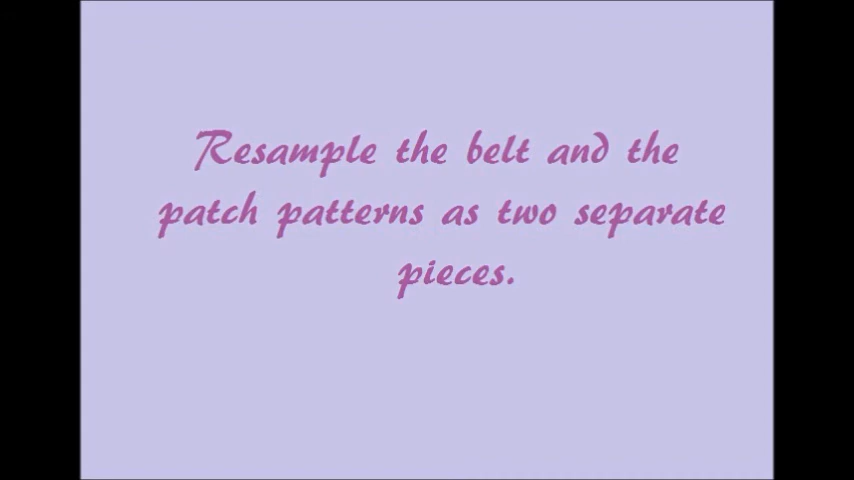 Resample the belt and the
patch patterns as two separate
pieces.